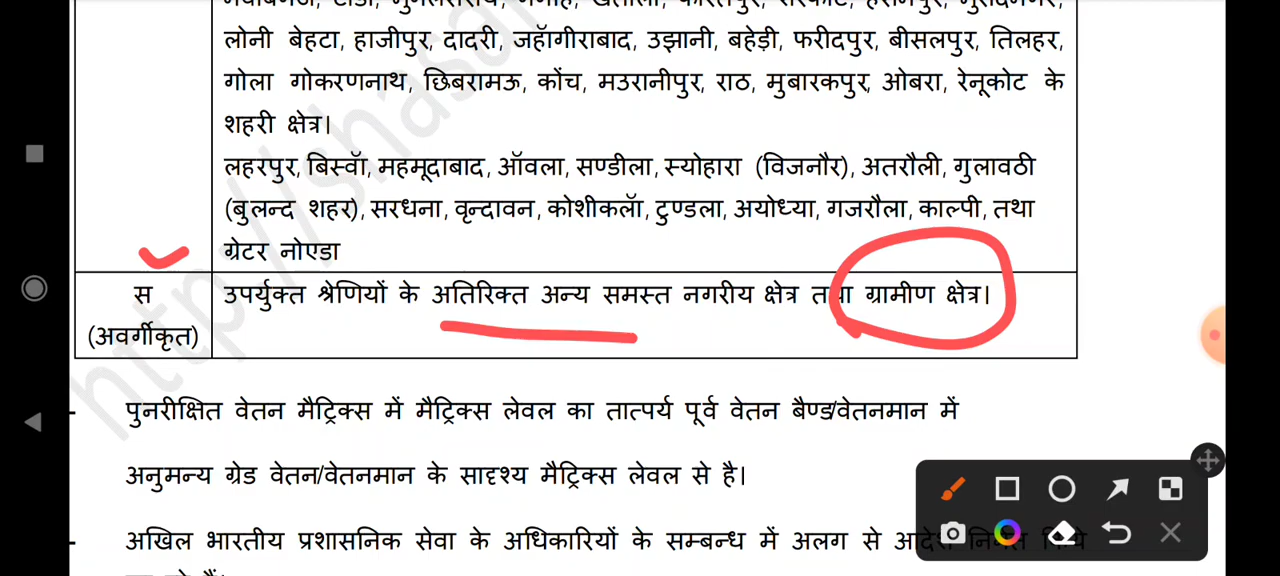 लोनी बेहटा, हाजीपुर, दादरी, जहॅागीराबाद, उझानी, बहेड़ी, फरीदपुर, बीसलपुर, तिलहर,
गोला गोकरणनाथ, छिबरामऊ, कोंच, मउरानीपुर, राठ, मुबारकपुर, ओबरा, रेनूकोट के
शहरी क्षेत्र।
लहरपुर, बिस्वॅा, महमूदाबाद, ऑवला, सण्डीला, स्योहारा (विजनौर), अतरौली, गुलावठी
(बुलन्द शहर), सरधना, वृन्दावन, कोशीकलॅा, टुण्डला, अयोध्या, गजरौला, काल्पी, तथा
ग्रेटर नोएडा
स उपर्युक्त श्रेणियों के अतिरिक्त अन्य समस्त नगरीय क्षेत्र तथा ग्रामीण क्षेत्र।
(अवर्गीकृत)
- पुनरीक्षित वेतन मैट्रिक्स में मैट्रिक्स लेवल का तात्पर्य पूर्व वेतन बैण्ड/वेतनमान में
अनुमन्य ग्रेड वेतन/वेतनमान के सादृश्य मैट्रिक्स लेवल से है।
- अखिल भारतीय प्रशासनिक सेवा के अधिकारियों के सम्बन्ध में अलग से
http://shasa